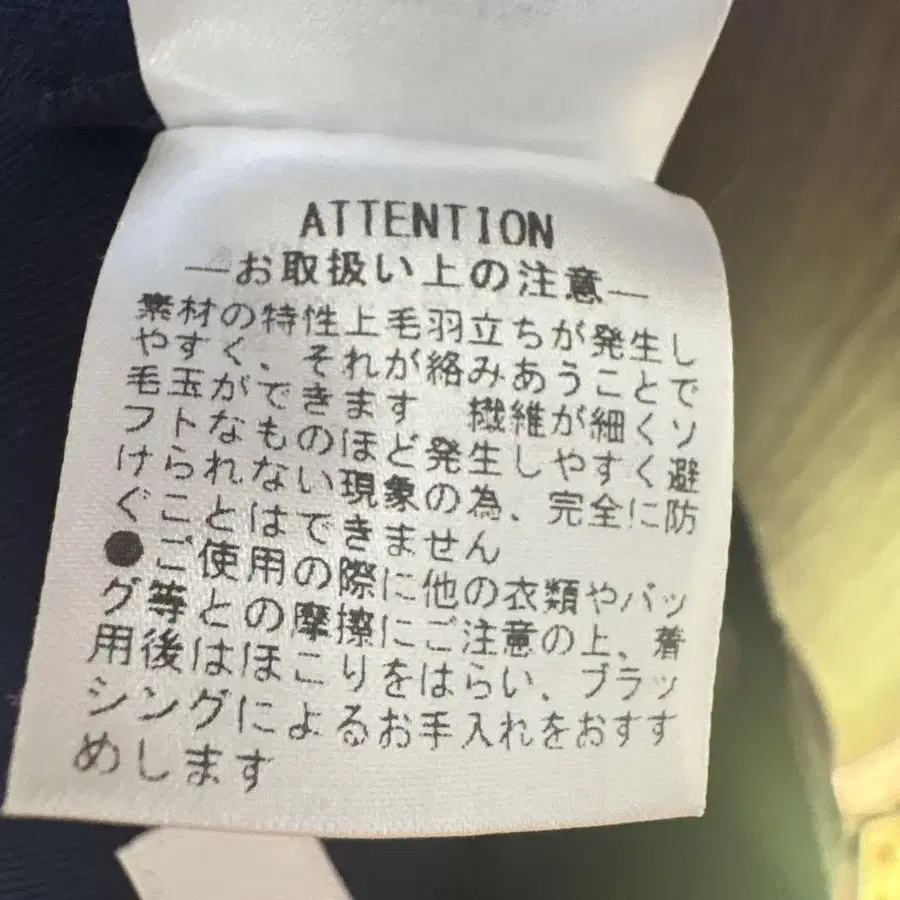 ATTENTION
―お取扱い上の注意―
素材の特性上毛羽立ちが発生し
やすく、それが絡みあうことで
毛玉ができます 繊維が細くソ
フトなものほど発生しやすく避
けられない現象の為、完全に防
ぐことはできません
●ご使用の際に他の衣類やバッ
グ等との摩擦にご注意の上、着
用後はほこりをはらい、ブラッ
シングによるお手入れをおすす
めします